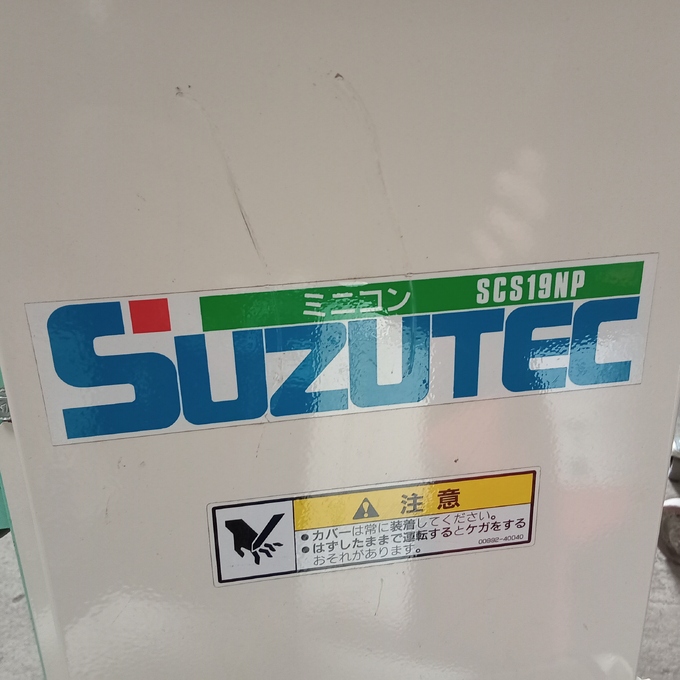 ミニコン SCS19NP
SUZUTEC
注意
• カバーは常に装着してください。
• はずしたままで運転するとケガをする
おそれがあります。
00992-40040